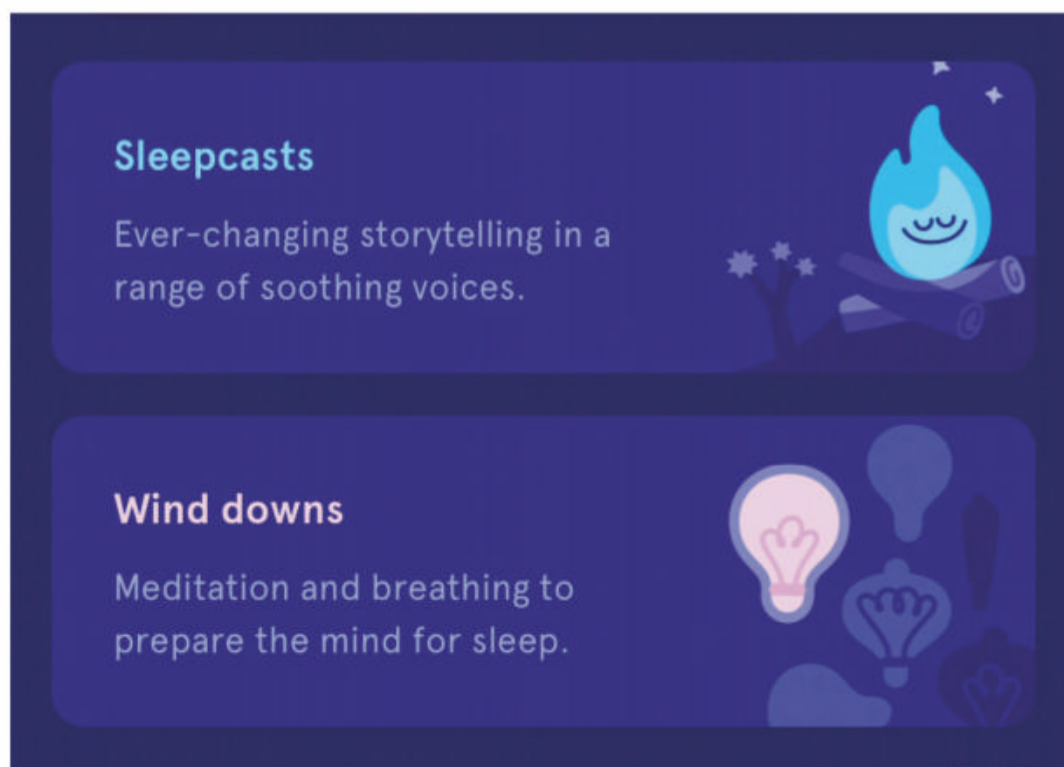 Sleepcasts
Ever-changing storytelling in a
range of soothing voices.
Wind downs
Meditation and breathing to
prepare the mind for sleep.